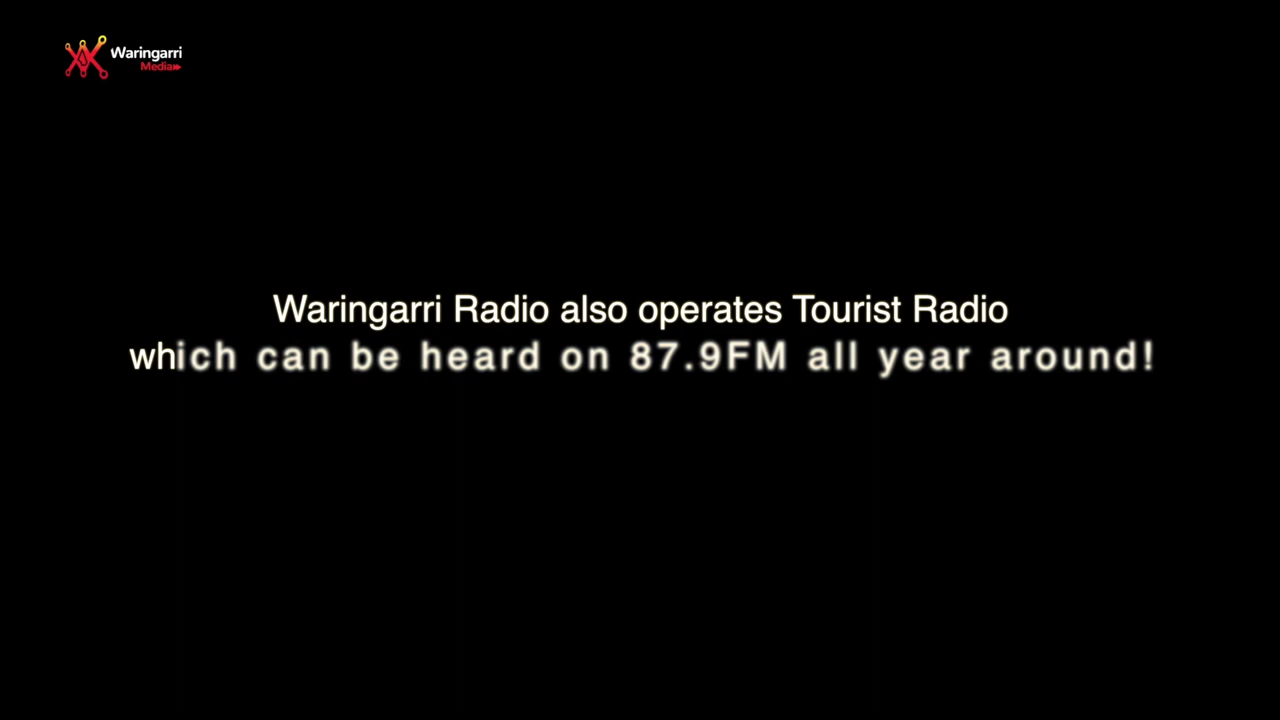 Waringarri
Media
Waringarri Radio also operates Tourist Radio
which can be heard on 87.9FM all year around!